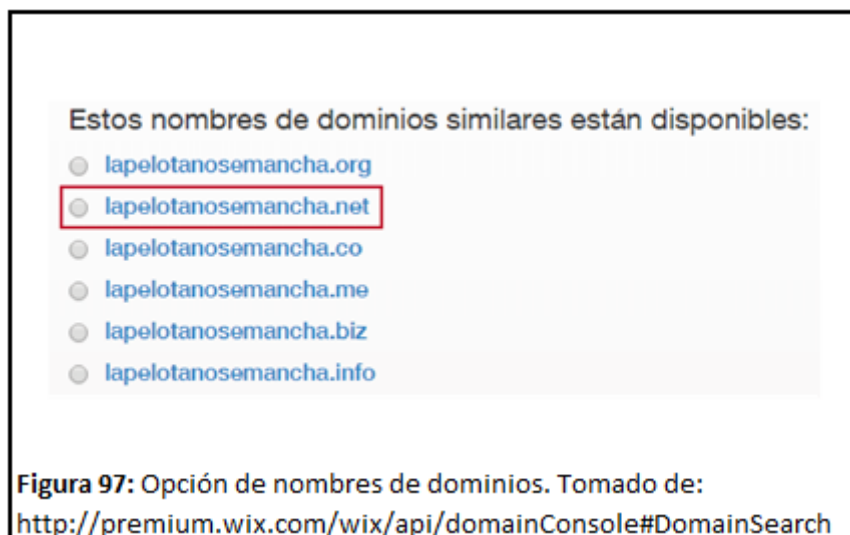 Estos nombres de dominios similares están disponibles:
lapelotanosemancha.org
lapelotanosemancha.net
lapelotanosemancha.co
lapelotanosemancha.me
lapelotanosemancha.biz
lapelotanosemancha.info
Figura 97: Opción de nombres de dominios. Tomado de:
http://premium.wix.com/wix/api/domainConsole#DomainSearch